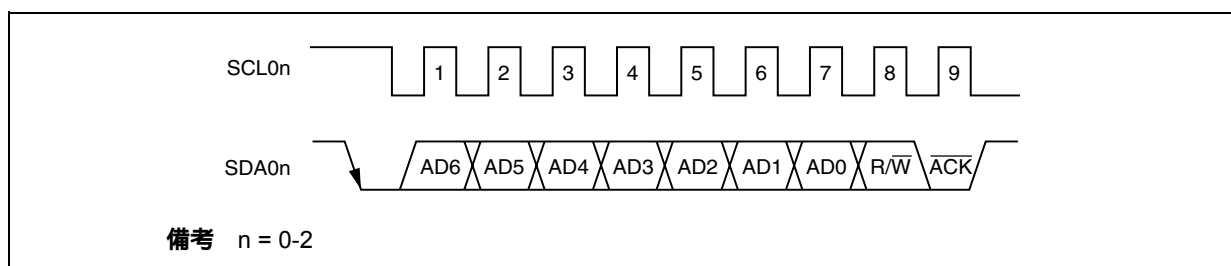 SCL0n 1 2 3 4 5 6 7 8 9
SDA0n AD6 AD5 AD4 AD3 AD2 AD1 AD0 R/W̅ A̅C̅K̅
備考 n = 0-2